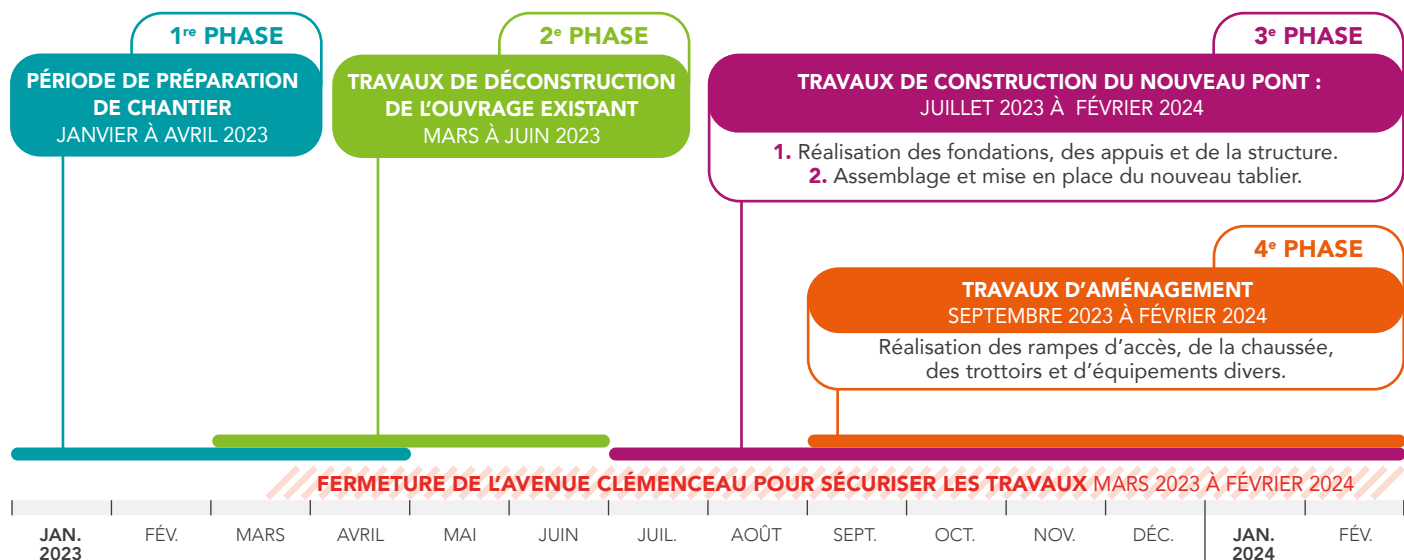 1re PHASE
PÉRIODE DE PRÉPARATION
DE CHANTIER
JANVIER À AVRIL 2023
2e PHASE
TRAVAUX DE DÉCONSTRUCTION
DE L'OUVRAGE EXISTANT
MARS À JUIN 2023
3e PHASE
TRAVAUX DE CONSTRUCTION DU NOUVEAU PONT :
JUILLET 2023 À FÉVRIER 2024
1. Réalisation des fondations, des appuis et de la structure.
2. Assemblage et mise en place du nouveau tablier.
4e PHASE
TRAVAUX D'AMÉNAGEMENT
SEPTEMBRE 2023 À FÉVRIER 2024
Réalisation des rampes d'accès, de la chaussée,
des trottoirs et d'équipements divers.
FERMETURE DE L'AVENUE CLÉMENCEAU POUR SÉCURISER LES TRAVAUX MARS 2023 À FÉVRIER 2024
JAN. FÉV. MARS AVRIL MAI JUIN JUIL. AOÛT SEPT. OCT. NOV. DÉC. JAN. FÉV.
2023 2024